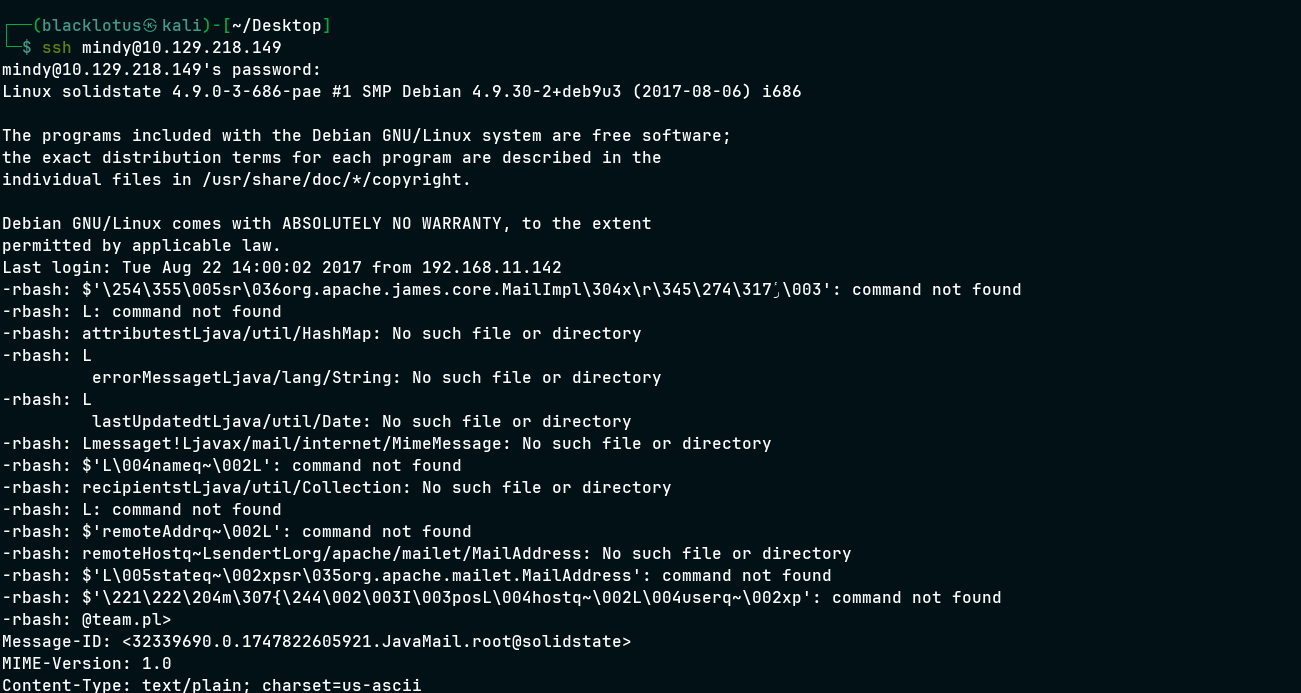 ┌──(blacklotus㉿kali)-[~/Desktop]
└─$ ssh mindy@10.129.218.149
mindy@10.129.218.149's password:
Linux solidstate 4.9.0-3-686-pae #1 SMP Debian 4.9.30-2+deb9u3 (2017-08-06) i686

The programs included with the Debian GNU/Linux system are free software;
the exact distribution terms for each program are described in the
individual files in /usr/share/doc/*/copyright.

Debian GNU/Linux comes with ABSOLUTELY NO WARRANTY, to the extent
permitted by applicable law.
Last login: Tue Aug 22 14:00:02 2017 from 192.168.11.142
-rbash: $'\254\355\005sr\036org.apache.james.core.MailImpl\304x\r\345\274\317\003': command not found
-rbash: L: command not found
-rbash: attributestLjava/util/HashMap: No such file or directory
-rbash: L
         errorMessagetLjava/lang/String: No such file or directory
-rbash: L
         lastUpdatedtLjava/util/Date: No such file or directory
-rbash: Lmessaget!Ljavax/mail/internet/MimeMessage: No such file or directory
-rbash: $'L\004nameq~\002L': command not found
-rbash: recipientstLjava/util/Collection: No such file or directory
-rbash: L: command not found
-rbash: $'remoteAddrq~\002L': command not found
-rbash: remoteHostq~LsendertLorg/apache/mailet/MailAddress: No such file or directory
-rbash: $'L\005stateq~\002xpsr\035org.apache.mailet.MailAddress': command not found
-rbash: $'\221\222\204m\307{\244\002\003I\003posL\004hostq~\002L\004userq~\002xp': command not found
-rbash: @team.pl>
Message-ID: <32339690.0.1747822605921.JavaMail.root@solidstate>
MIME-Version: 1.0
Content-Type: text/plain; charset=us-ascii